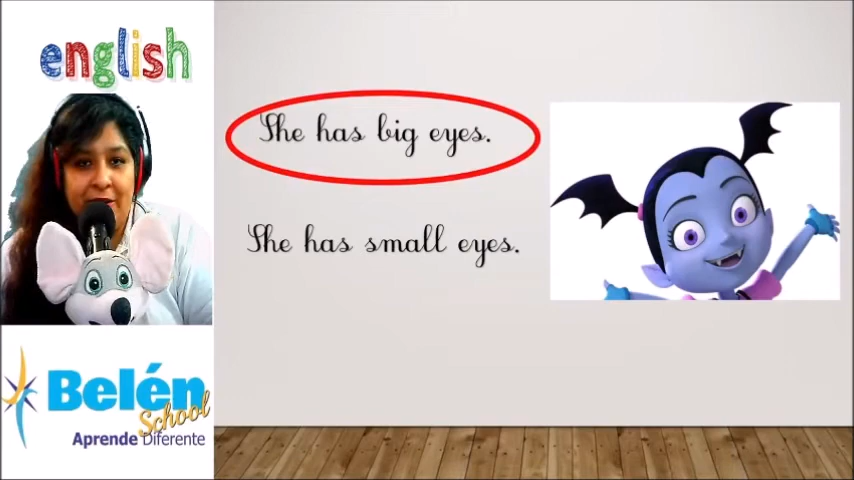 english
She has big eyes.
She has small eyes.
Belén
School
Aprende Diferente